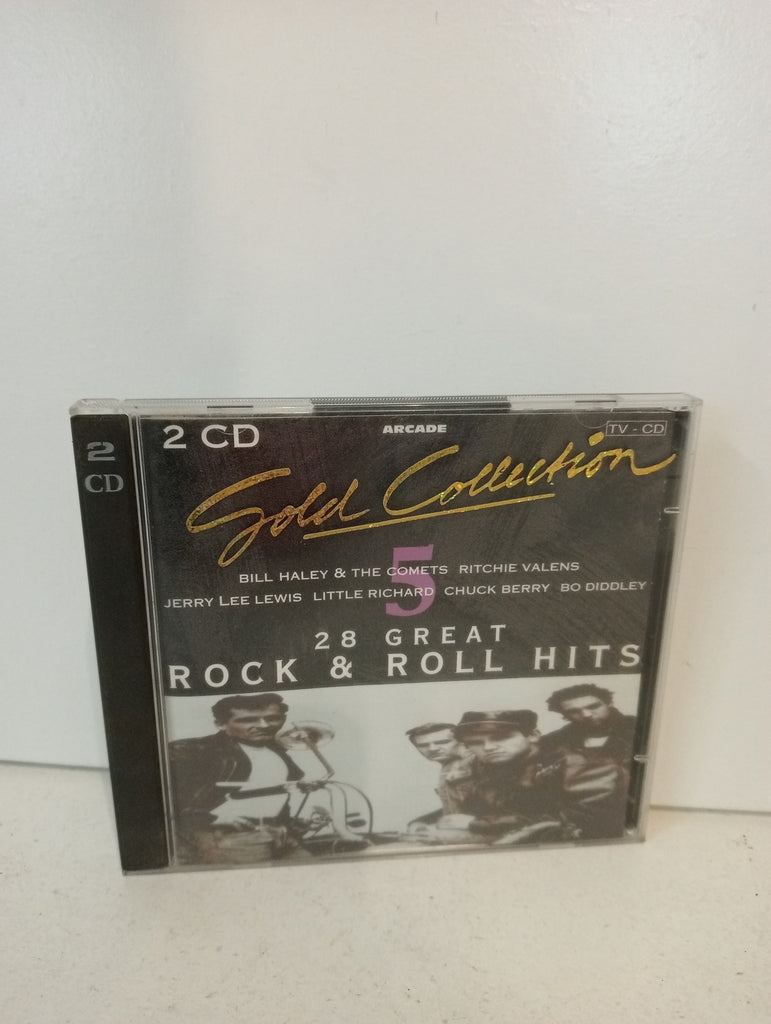 2 CD
2 CD
ARCADE
TV - CD
Gold Collection
5
BILL HALEY & THE COMETS RITCHIE VALENS
JERRY LEE LEWIS LITTLE RICHARD CHUCK BERRY BO DIDDLEY
28 GREAT
ROCK & ROLL HITS